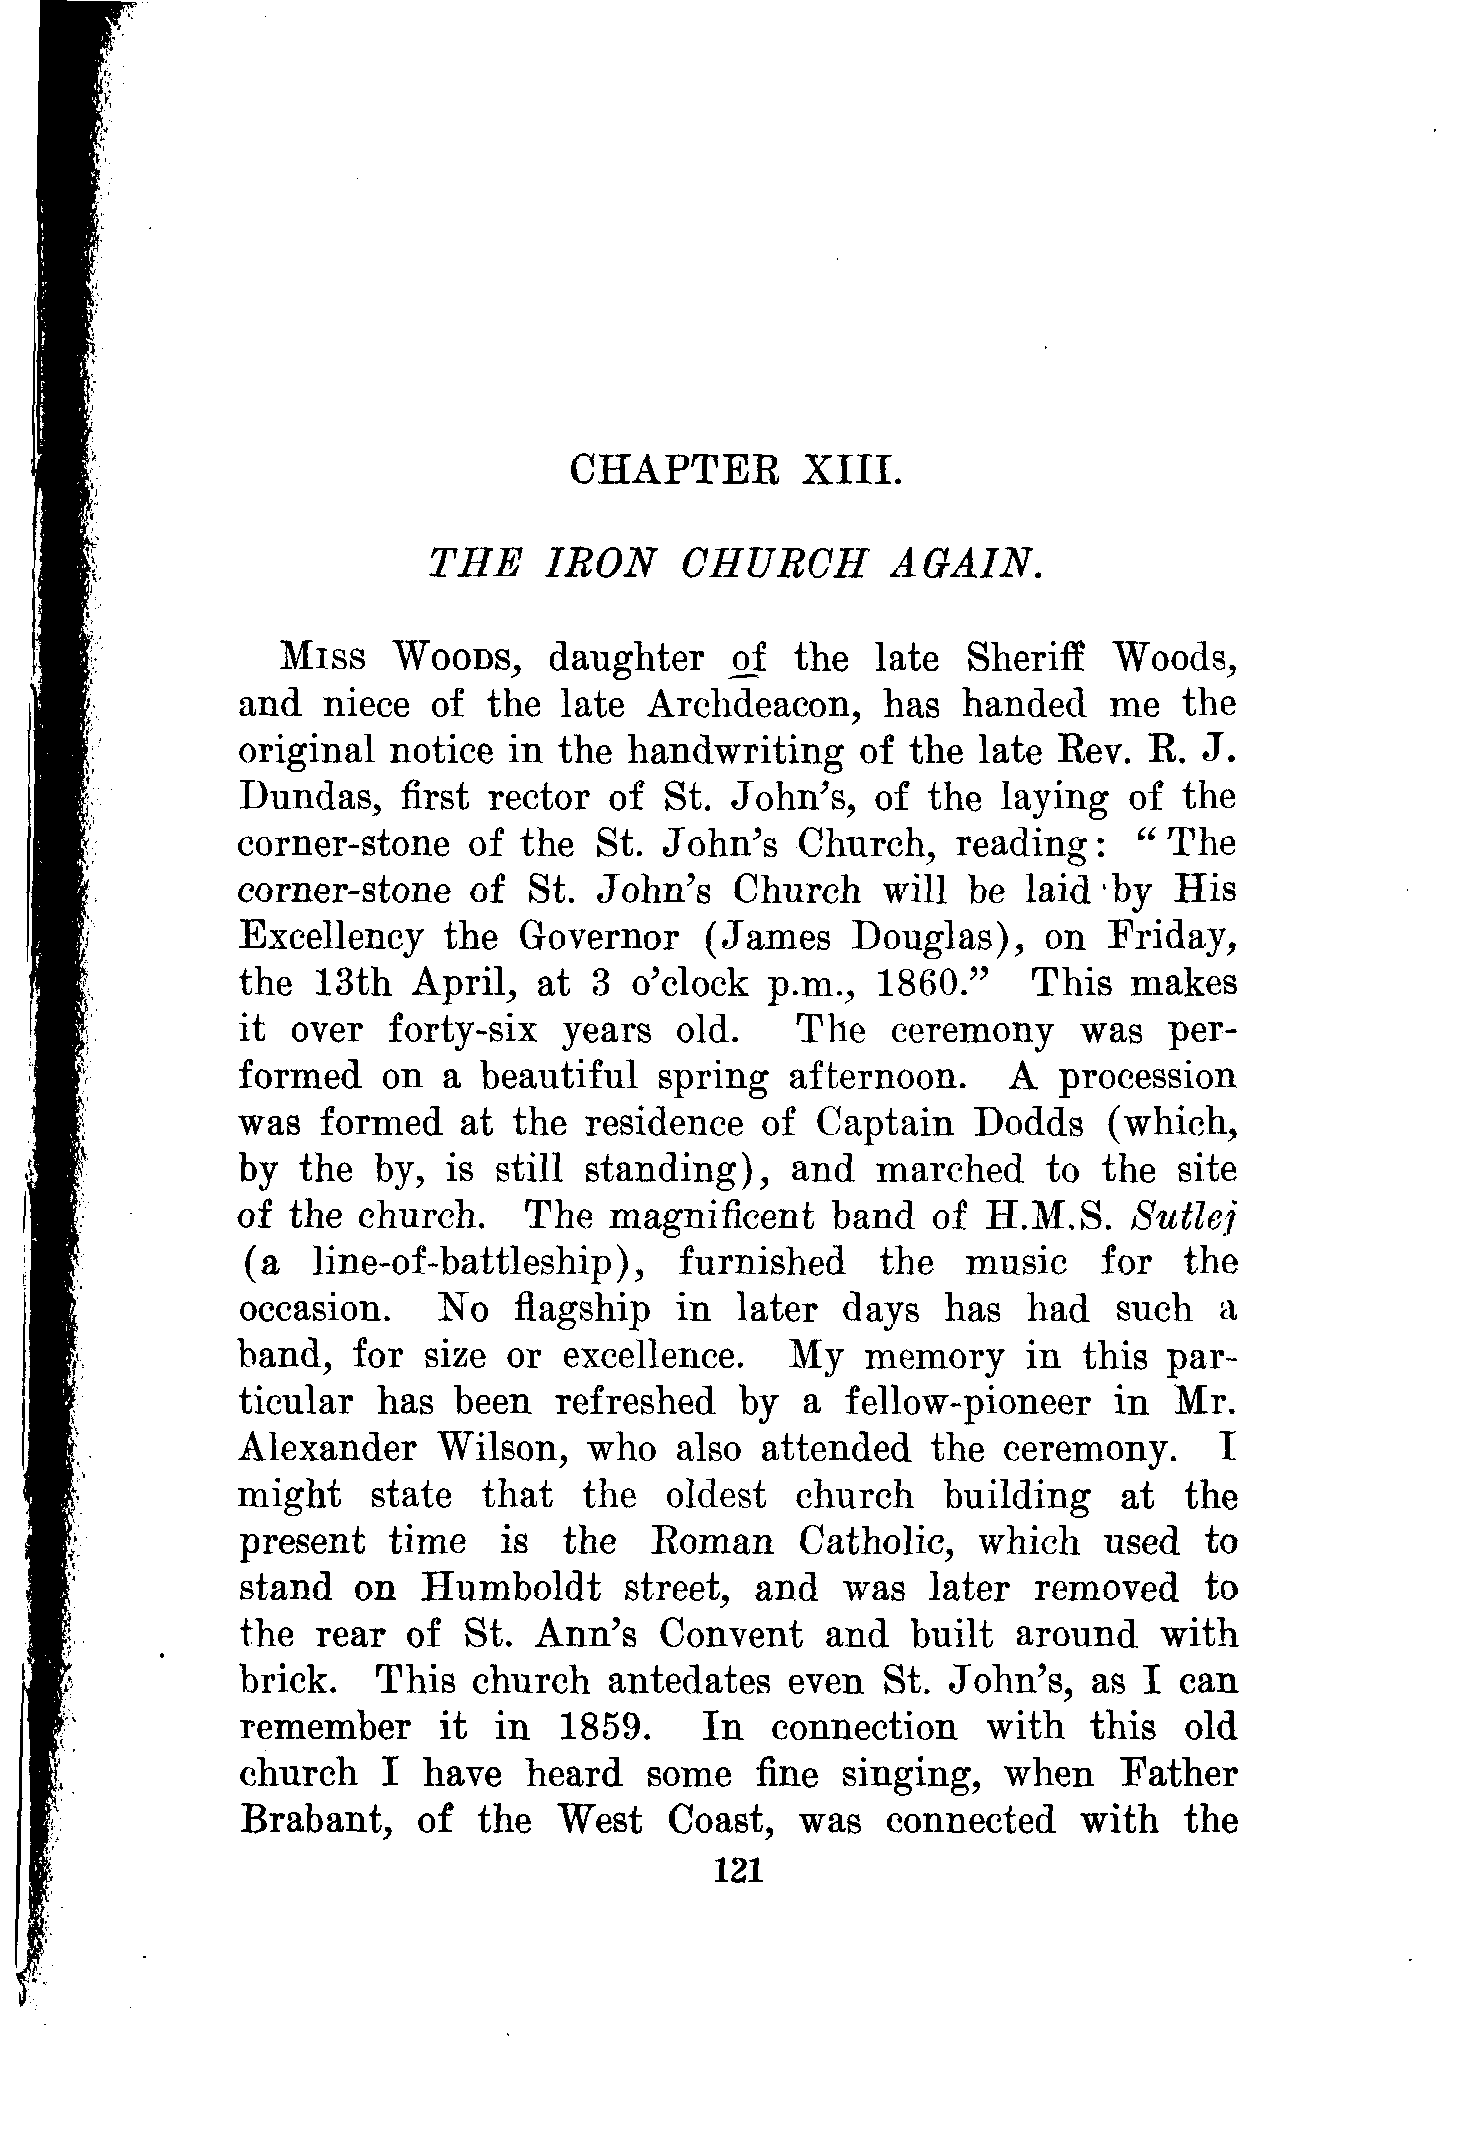 CHAPTER XIII.
THE IRON CHURCH AGAIN.
MISS WOODS, daughter of the late Sheriff Woods,
and niece of the late Archdeacon, has handed me the
original notice in the handwriting of the late Rev. R. J.
Dundas, first rector of St. John's, of the laying of the
corner-stone of the St. John's Church, reading: "The
corner-stone of St. John's Church will be laid by His
Excellency the Governor (James Douglas), on Friday,
the 13th April, at 3 o'clock p.m., 1860." This makes
it over forty-six years old. The ceremony was per-
formed on a beautiful spring afternoon. A procession
was formed at the residence of Captain Dodds (which,
by the by, is still standing), and marched to the site
of the church. The magnificent band of H.M.S. Sutlej
(a line-of-battleship), furnished the music for the
occasion. No flagship in later days has had such a
band, for size or excellence. My memory in this par-
ticular has been refreshed by a fellow-pioneer in Mr.
Alexander Wilson, who also attended the ceremony. I
might state that the oldest church building at the
present time is the Roman Catholic, which used to
stand on Humboldt street, and was later removed to
the rear of St. Ann's Convent and built around with
brick. This church antedates even St. John's, as I can
remember it in 1859. In connection with this old
church I have heard some fine singing, when Father
Brabant, of the West Coast, was connected with the
121